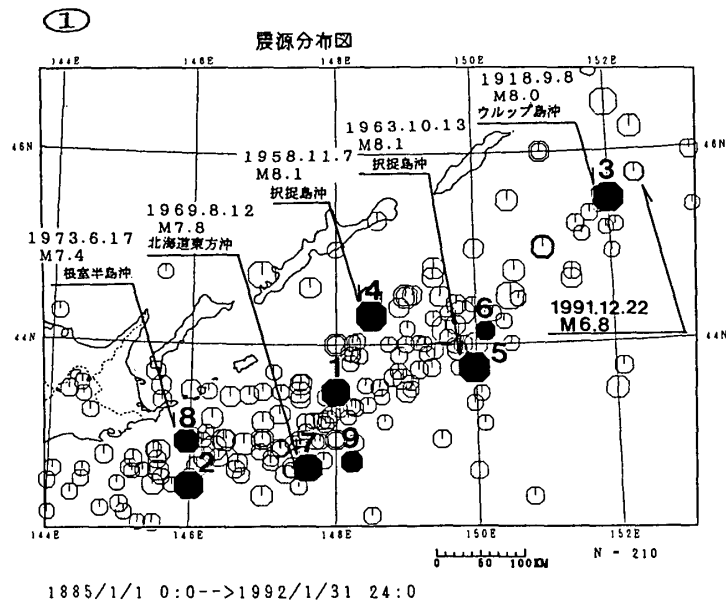 ①
震源分布図
144E 146E 148E 150E 152E
1918.9.8
M8.0
ウルップ島沖
1963.10.13
M8.1
択捉島沖
46N
46N
1958.11.7
M8.1
択捉島沖
3
1969.8.12
M7.8
北海道東方沖
1973.6.17
M7.4
根室半島沖
4
6
1991.12.22
M6.8
44N
44N
5
1
8
7
9
2
144E 146E 148E 150E 152E
0 50 100KM
N - 210
1885/1/1 0:0-->1992/1/31 24:0